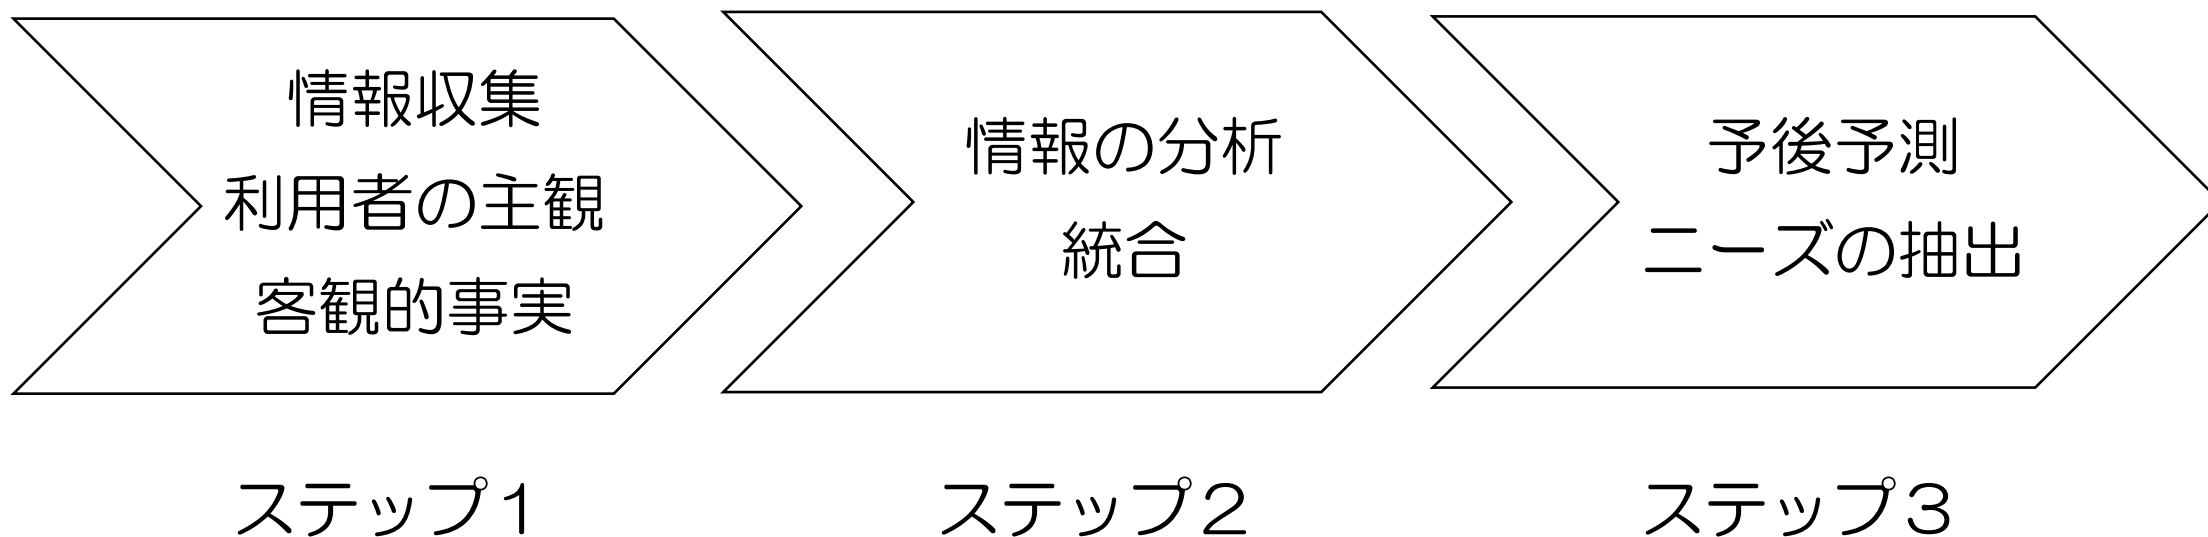 情報収集
利用者の主観
客観的事実
情報の分析
統合
予後予測
ニーズの抽出
ステップ１
ステップ２
ステップ３